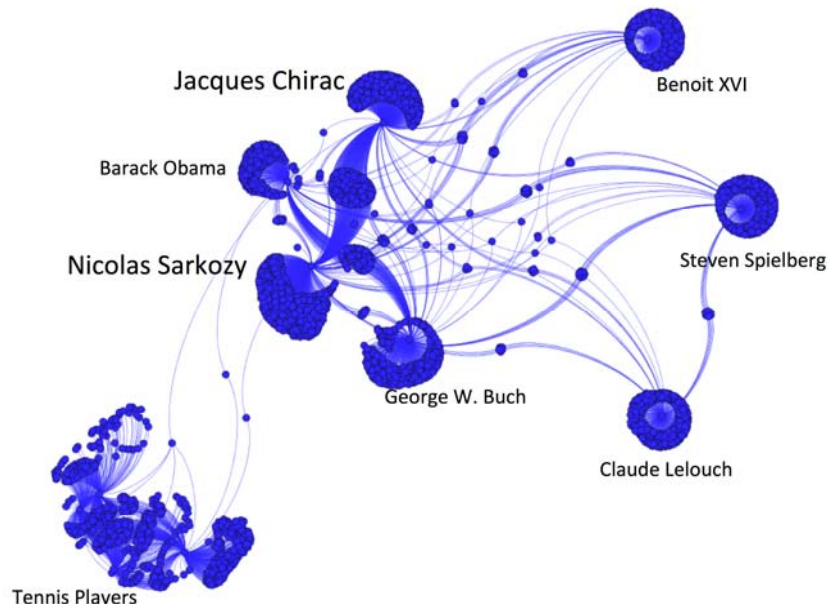 Benoit XVI
Jacques Chirac
Barack Obama
Nicolas Sarkozy
Steven Spielberg
George W. Buch
Claude Lelouch
Tennis Players